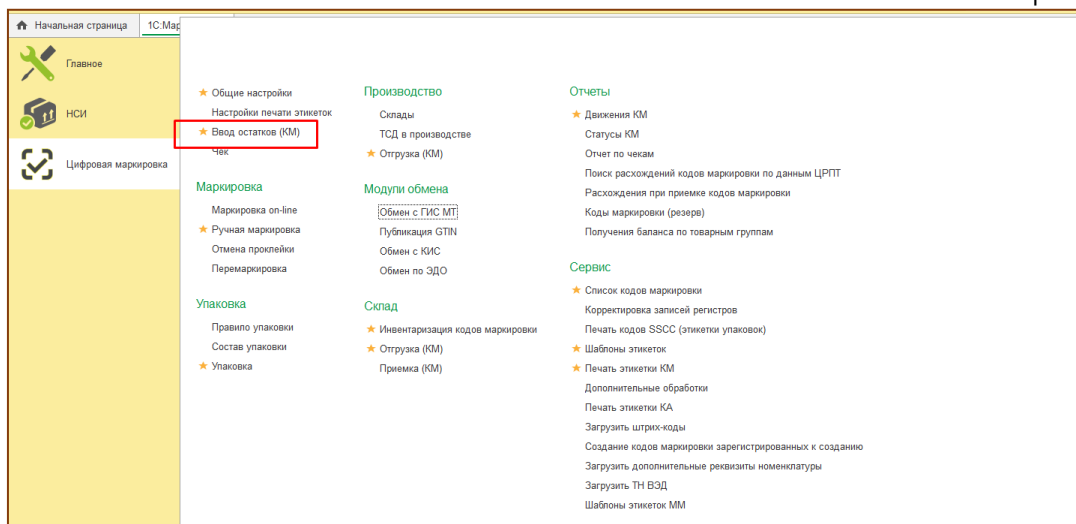 Начальная страница
1С:Мар
Главное
НСИ
Цифровая маркировка
Общие настройки
Настройки печати этикеток
Ввод остатков (КМ)
Чек
Маркировка
Маркировка on-line
Ручная маркировка
Отмена проклейки
Перемаркировка
Упаковка
Правило упаковки
Состав упаковки
Упаковка
Производство
Склады
ТСД в производстве
Отгрузка (КМ)
Модули обмена
Обмен с ГИС МТ
Публикация GTIN
Обмен с КИС
Обмен по ЭДО
Склад
Инвентаризация кодов маркировки
Отгрузка (КМ)
Приемка (КМ)
Отчеты
Движения КМ
Статусы КМ
Отчет по чекам
Поиск расхождений кодов маркировки по данным ЦРПТ
Расхождения при приемке кодов маркировки
Коды маркировки (резерв)
Получения баланса по товарным группам
Сервис
Список кодов маркировки
Корректировка записей регистров
Печать кодов SSCC (этикетки упаковок)
Шаблоны этикеток
Печать этикетки КМ
Дополнительные обработки
Печать этикетки КА
Загрузить штрих-коды
Создание кодов маркировки зарегистрированных к созданию
Загрузить дополнительные реквизиты номенклатуры
Загрузить ТН ВЭД
Шаблоны этикеток ММ